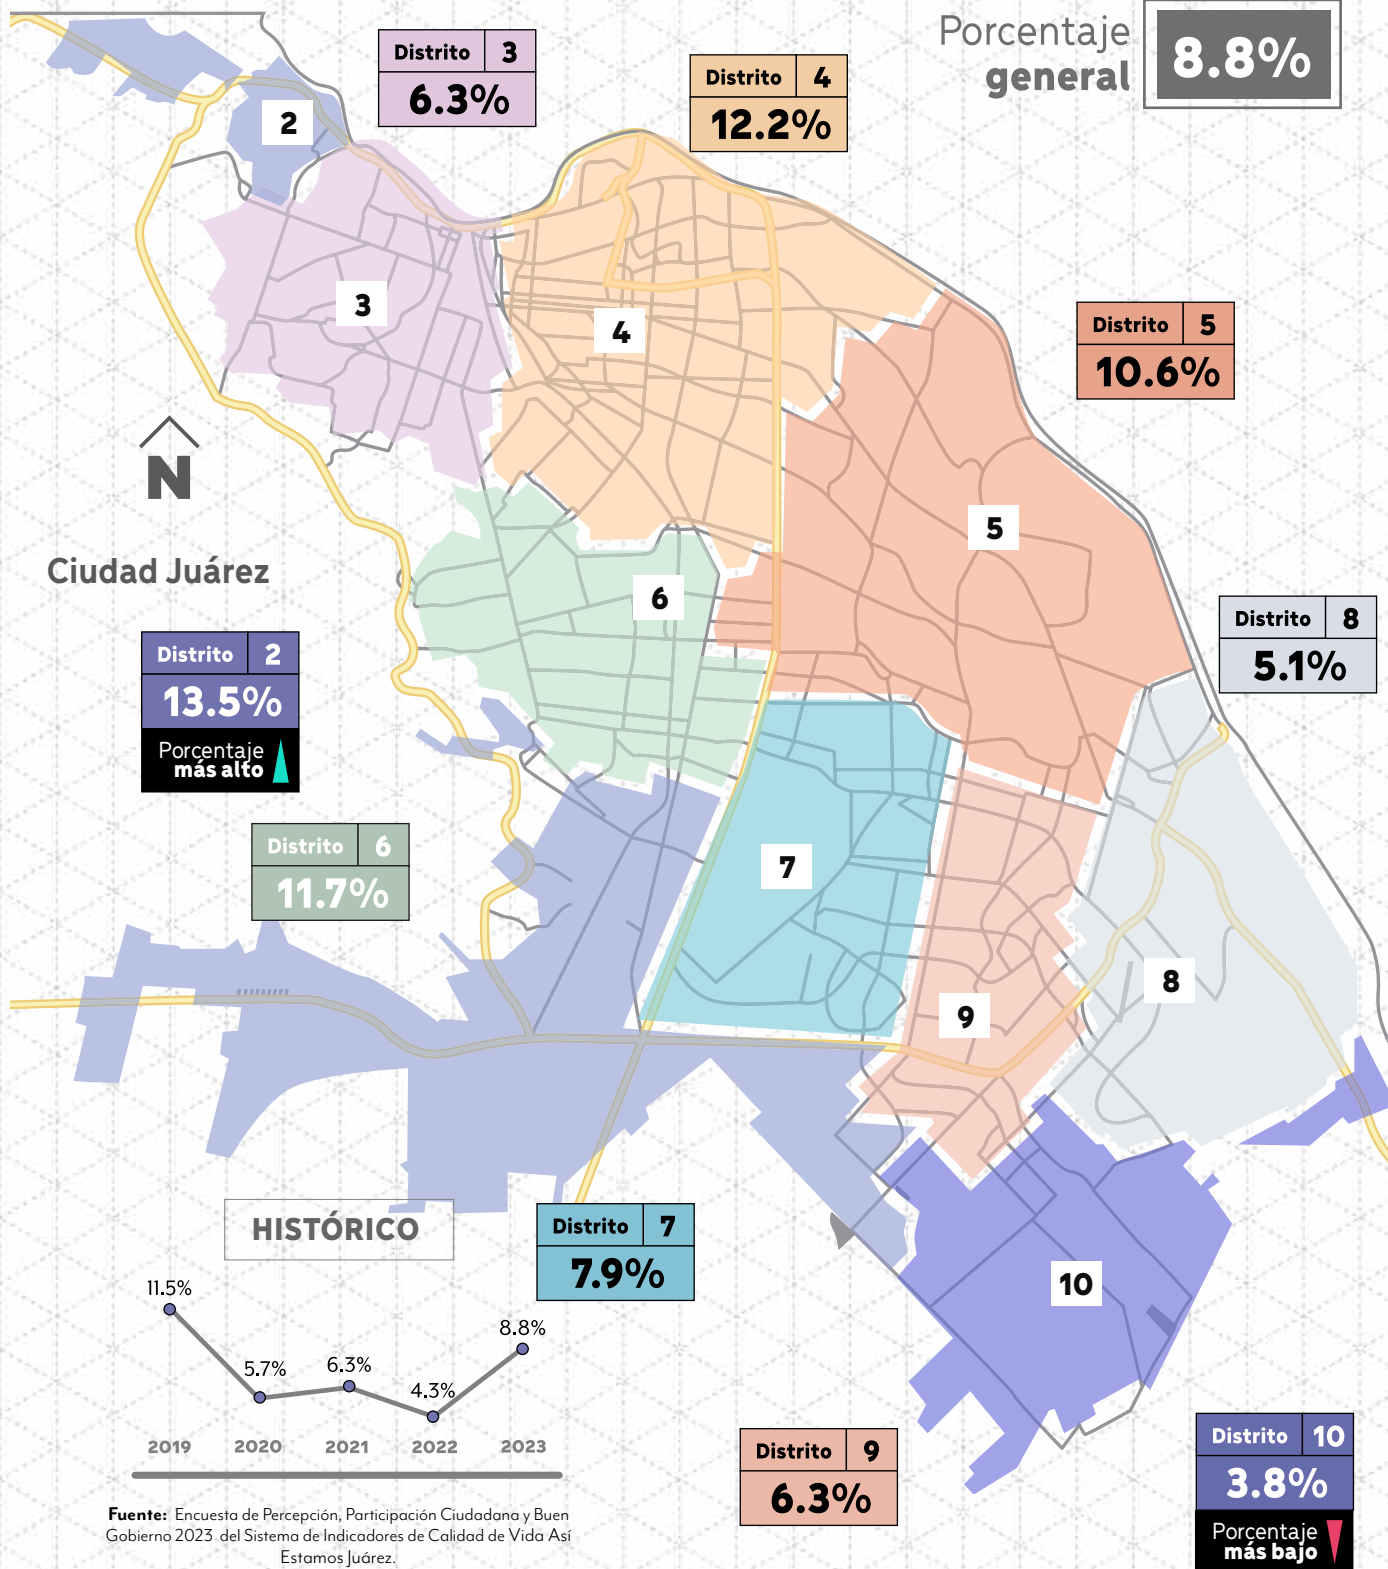 Porcentaje
general
8.8%
Distrito 3
6.3%
Distrito 4
12.2%
2
3
4
Distrito 5
10.6%
N
5
Ciudad Juárez
6
Distrito 8
5.1%
Distrito 2
13.5%
Porcentaje
más alto
Distrito 6
11.7%
7
8
9
HISTÓRICO
Distrito 7
7.9%
10
11.5%
5.7%
6.3%
4.3%
8.8%
2019 2020 2021 2022 2023
Distrito 9
6.3%
Distrito 10
3.8%
Porcentaje
más bajo
Fuente: Encuesta de Percepción, Participación Ciudadana y Buen
Gobierno 2023 del Sistema de Indicadores de Calidad de Vida Así
Estamos Juárez.